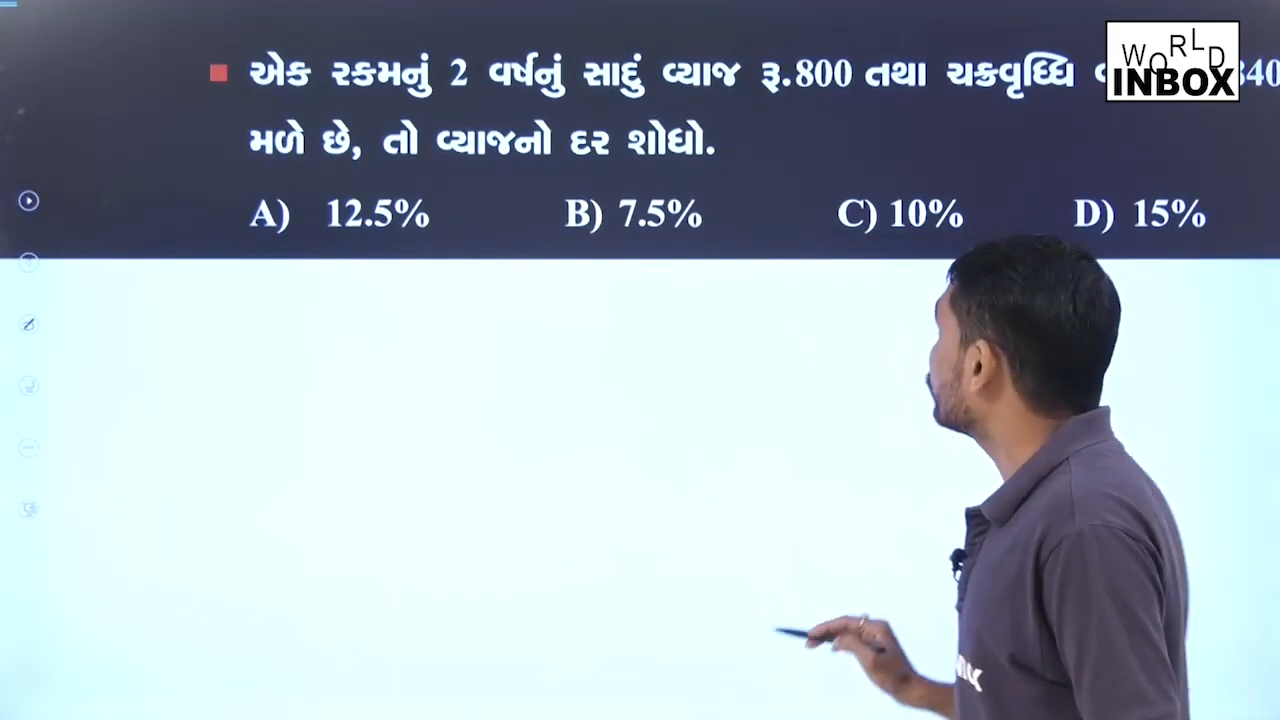 એક રકમનું 2 વર્ષનું સાદું વ્યાજ રૂ.800 તથા ચક્રવૃધ્ધિ
મળે છે, તો વ્યાજનો દર શોધો.
A) 12.5% B) 7.5% C) 10% D) 15%
WORLD
INBOX